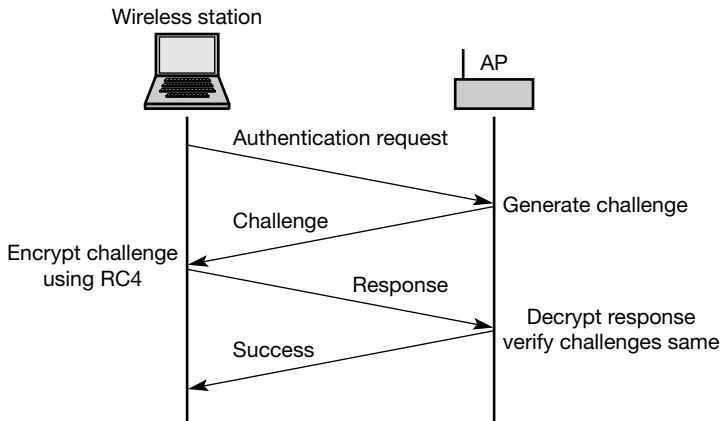 Wireless station
AP
Authentication request
Generate challenge
Challenge
Encrypt challenge
using RC4
Response
Decrypt response
verify challenges same
Success